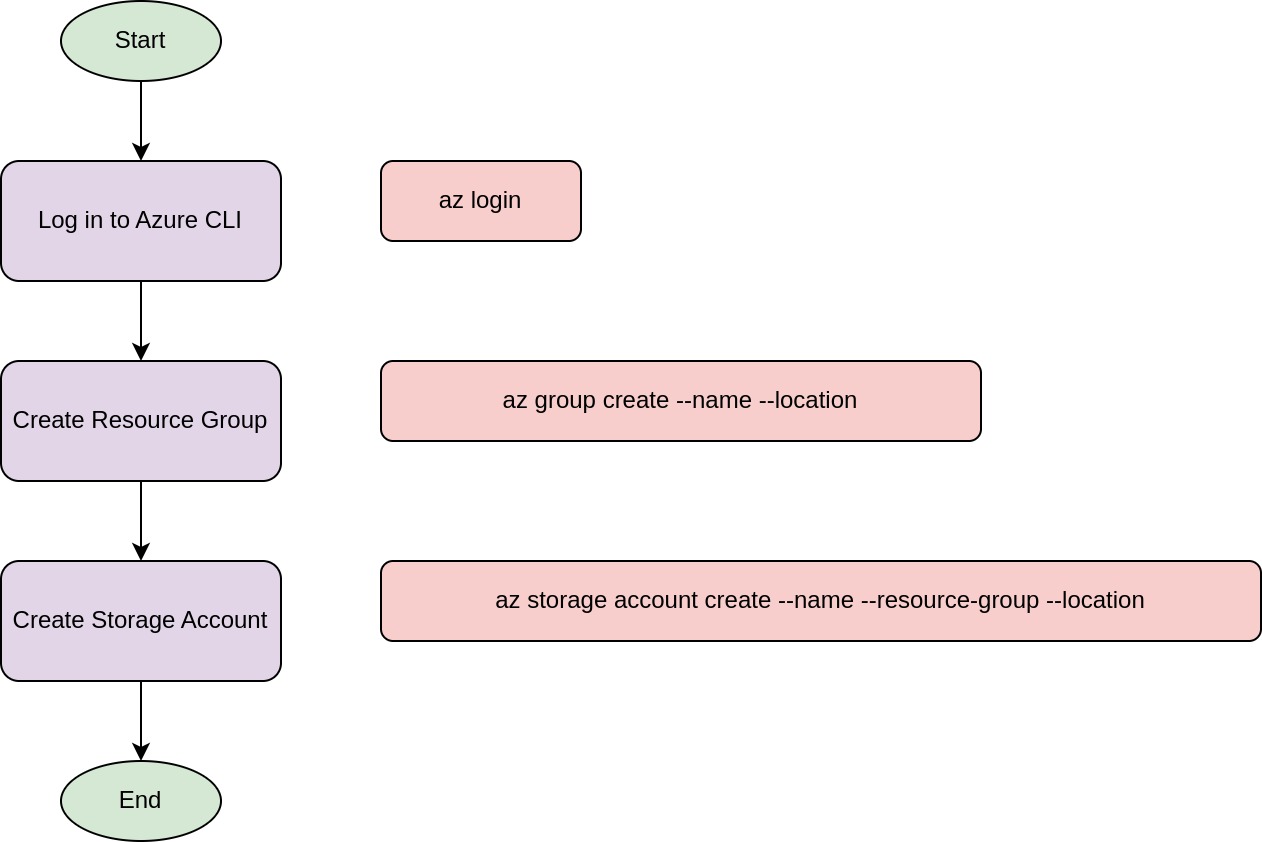 Start
Log in to Azure CLI
az login
Create Resource Group
az group create --name --location
Create Storage Account
az storage account create --name --resource-group --location
End